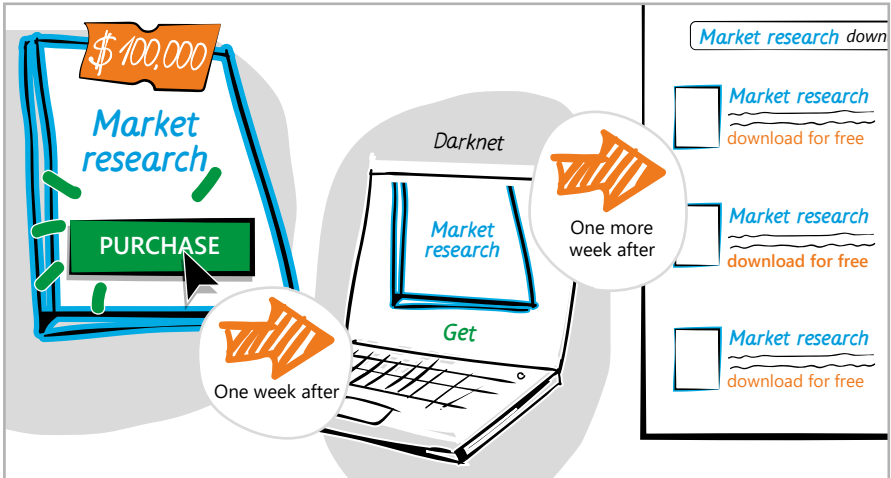 $ 100,000
Market
research
PURCHASE
One week after
Darknet
Market
research
Get
One more
week after
Market research down
Market research
download for free
Market research
download for free
Market research
download for free